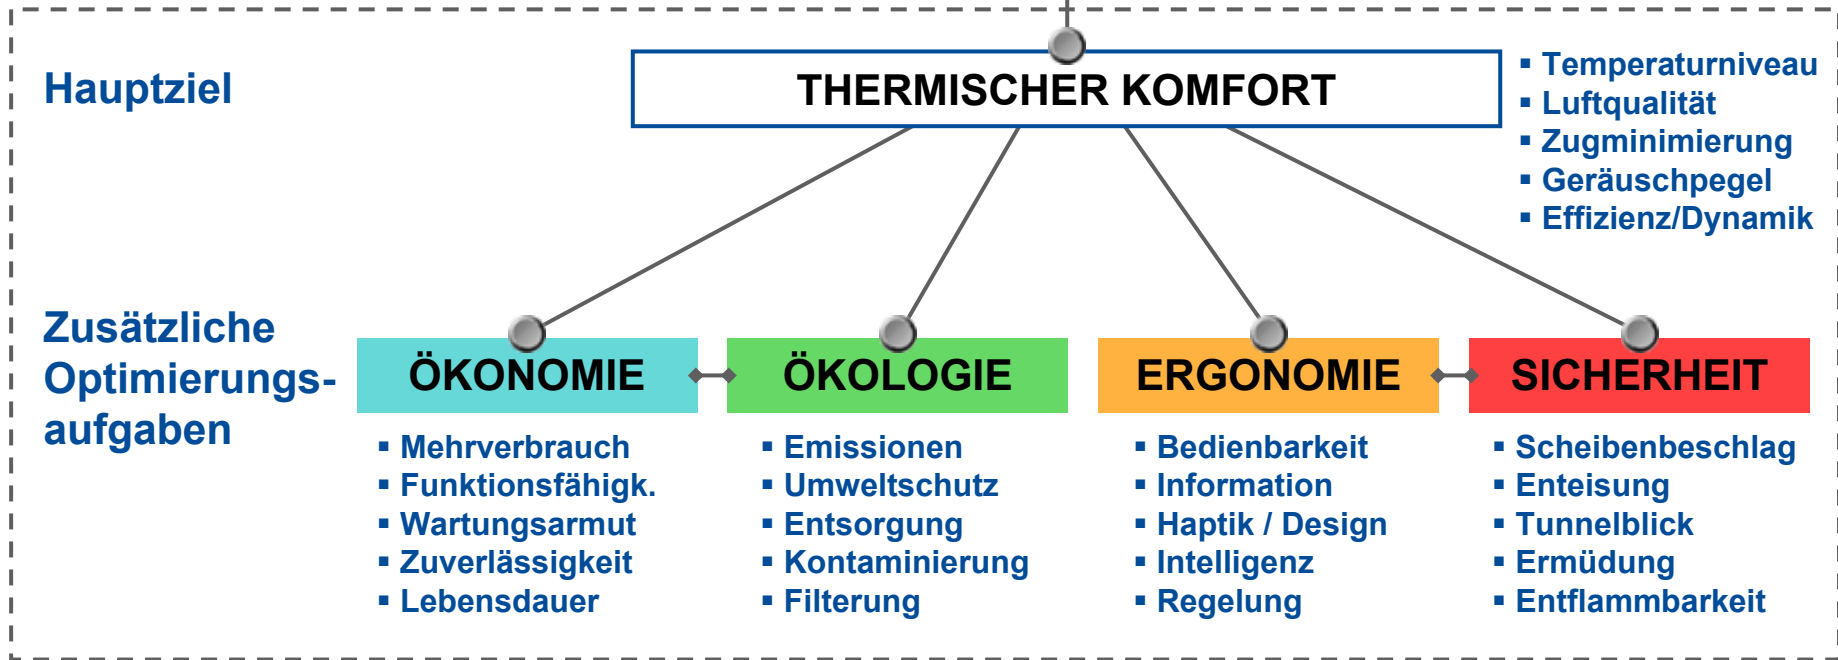 Hauptziel
THERMISCHER KOMFORT
▪ Temperaturniveau
▪ Luftqualität
▪ Zugminimierung
▪ Geräuschpegel
▪ Effizienz/Dynamik
Zusätzliche
Optimierungs-
aufgaben
ÖKONOMIE
▪ Mehrverbrauch
▪ Funktionsfähigk.
▪ Wartungsarmut
▪ Zuverlässigkeit
▪ Lebensdauer
ÖKOLOGIE
▪ Emissionen
▪ Umweltschutz
▪ Entsorgung
▪ Kontaminierung
▪ Filterung
ERGONOMIE
▪ Bedienbarkeit
▪ Information
▪ Haptik / Design
▪ Intelligenz
▪ Regelung
SICHERHEIT
▪ Scheibenbeschlag
▪ Enteisung
▪ Tunnelblick
▪ Ermüdung
▪ Entflammbarkeit